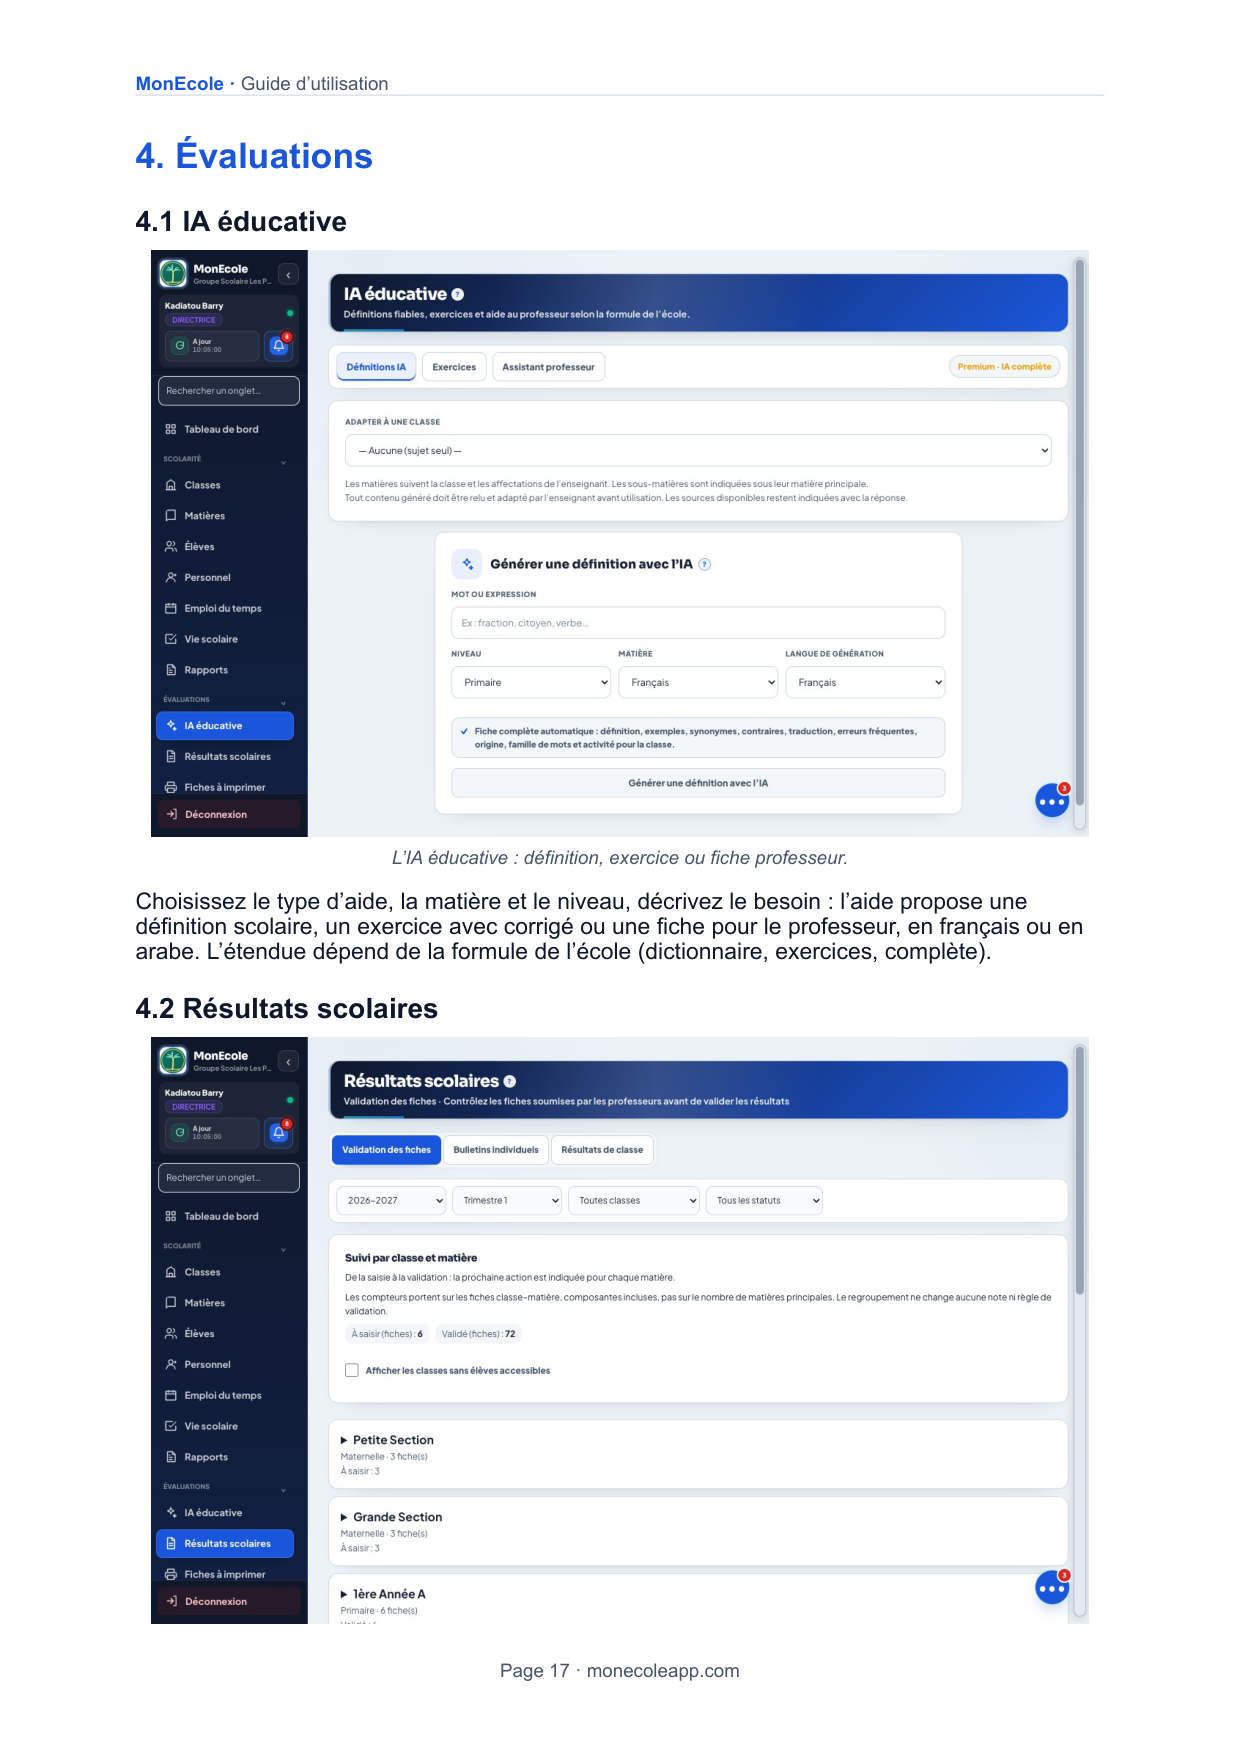 MonEcole · Guide d’utilisation
4. Évaluations
4.1 IA éducative
MonEcole
Groupe Scolaire Les P...
Kadiatou Barry
DIRECTRICE
À jour
10:05:00
8
Rechercher un onglet...
Tableau de bord
SCOLARITÉ
Classes
Matières
Élèves
Personnel
Emploi du temps
Vie scolaire
Rapports
ÉVALUATIONS
IA éducative
Résultats scolaires
Fiches à imprimer
Déconnexion
IA éducative ?
Définitions fiables, exercices et aide au professeur selon la formule de l’école.
Définitions IA
Exercices
Assistant professeur
Premium · IA complète
ADAPTER À UNE CLASSE
— Aucune (sujet seul) —
Les matières suivent la classe et les affectations de l’enseignant. Les sous-matières sont indiquées sous leur matière principale.
Tout contenu généré doit être relu et adapté par l’enseignant avant utilisation. Les sources disponibles restent indiquées avec la réponse.
Générer une définition avec l’IA ?
MOT OU EXPRESSION
Ex : fraction, citoyen, verbe...
NIVEAU
MATIÈRE
LANGUE DE GÉNÉRATION
Primaire
Français
Français
Fiche complète automatique : définition, exemples, synonymes, contraires, traduction, erreurs fréquentes,
origine, famille de mots et activité pour la classe.
Générer une définition avec l’IA
3
L’IA éducative : définition, exercice ou fiche professeur.
Choisissez le type d’aide, la matière et le niveau, décrivez le besoin : l’aide propose une
définition scolaire, un exercice avec corrigé ou une fiche pour le professeur, en français ou en
arabe. L’étendue dépend de la formule de l’école (dictionnaire, exercices, complète).
4.2 Résultats scolaires
MonEcole
Groupe Scolaire Les P...
Kadiatou Barry
DIRECTRICE
À jour
10:05:00
8
Rechercher un onglet...
Tableau de bord
SCOLARITÉ
Classes
Matières
Élèves
Personnel
Emploi du temps
Vie scolaire
Rapports
ÉVALUATIONS
IA éducative
Résultats scolaires
Fiches à imprimer
Déconnexion
Résultats scolaires ?
Validation des fiches · Contrôlez les fiches soumises par les professeurs avant de valider les résultats
Validation des fiches
Bulletins individuels
Résultats de classe
2026-2027
Trimestre 1
Toutes classes
Tous les statuts
Suivi par classe et matière
De la saisie à la validation : la prochaine action est indiquée pour chaque matière.
Les compteurs portent sur les fiches classe-matière, composantes incluses, pas sur le nombre de matières principales. Le regroupement ne change aucune note ni règle de
validation.
À saisir (fiches) : 6
Validé (fiches) : 72
Afficher les classes sans élèves accessibles
Petite Section
Maternelle · 3 fiche(s)
À saisir : 3
Grande Section
Maternelle · 3 fiche(s)
À saisir : 3
1ère Année A
Primaire · 6 fiche(s)
3
Page 17 · monecoleapp.com